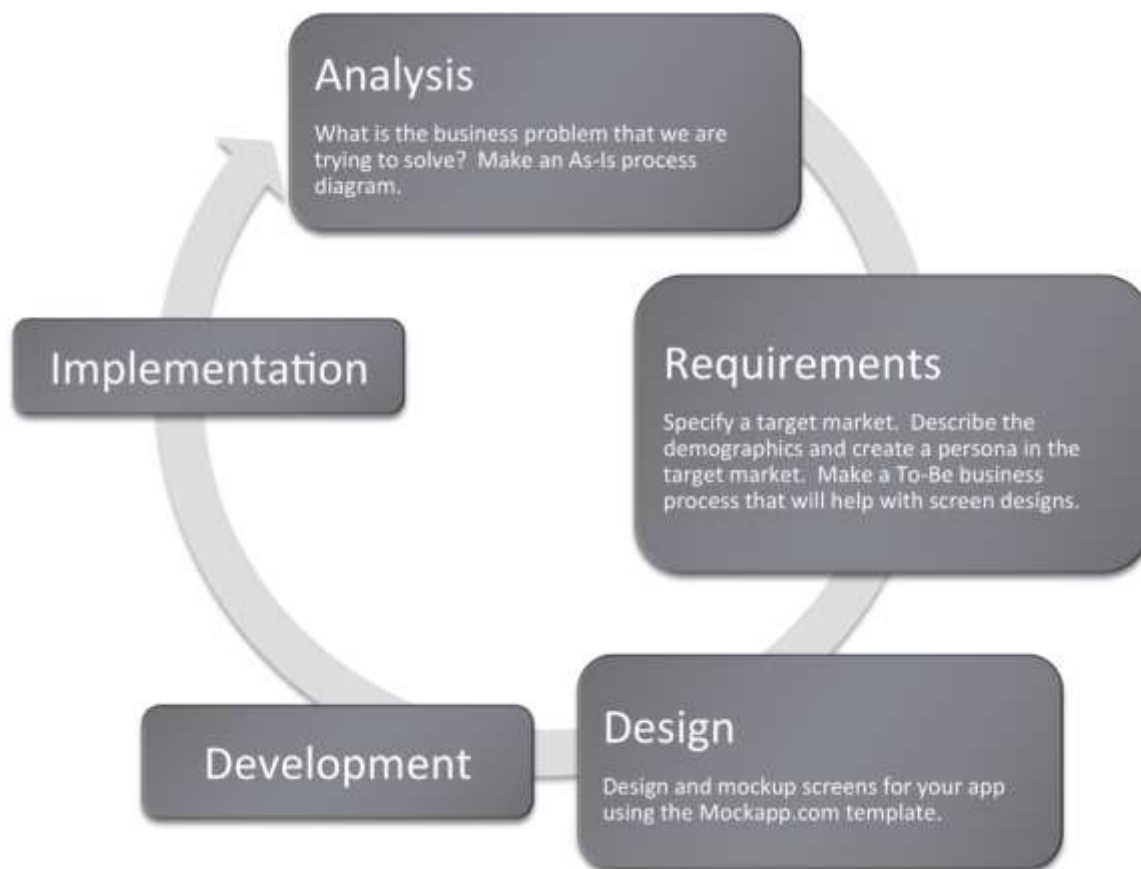 Analysis
What is the business problem that we are
trying to solve?  Make an As-Is process
diagram.
Requirements
Specify a target market.  Describe the
demographics and create a persona in the
target market.  Make a To-Be business
process that will help with screen designs.
Design
Design and mockup screens for your app
using the Mockapp.com template.
Development
Implementation